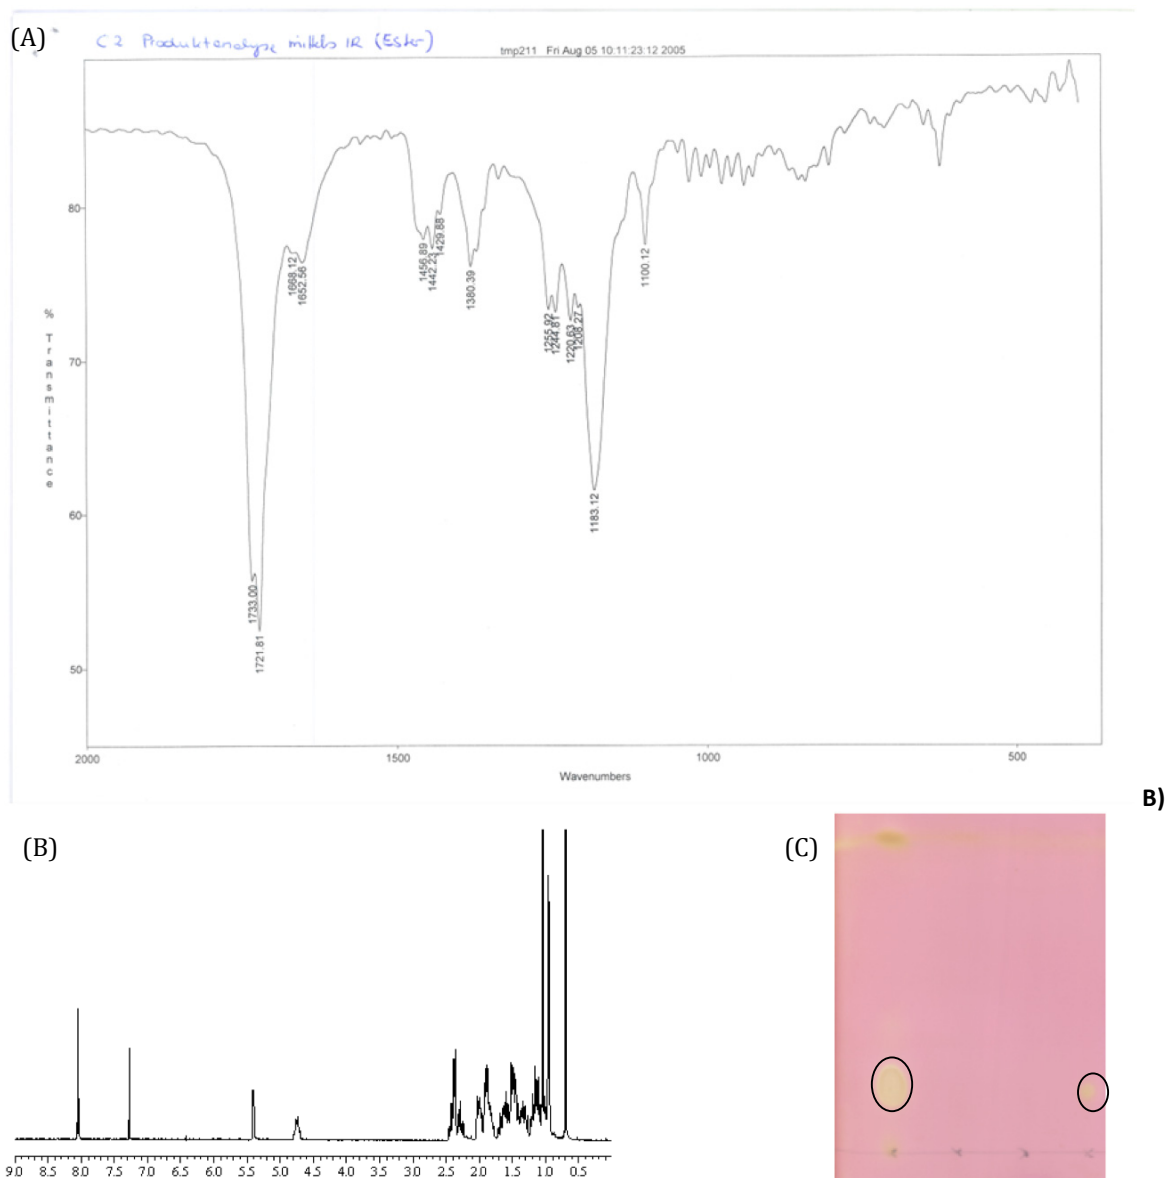 (A)
C2 Produktanalyse mittels IR (Ester)
tmp211 Fri Aug 05 10:11:23:12 2005
80
70
60
50
% Transmittance
1733.00
1721.81
1668.12
1652.56
1456.89
1442.23
1429.88
1380.39
1255.92
1244.81
1220.63
1208.27
1183.12
1100.12
2000 1500 1000 500
Wavenumbers
B)
(B)
(C)
9.0 8.5 8.0 7.5 7.0 6.5 6.0 5.5 5.0 4.5 4.0 3.5 3.0 2.5 2.0 1.5 1.0 0.5